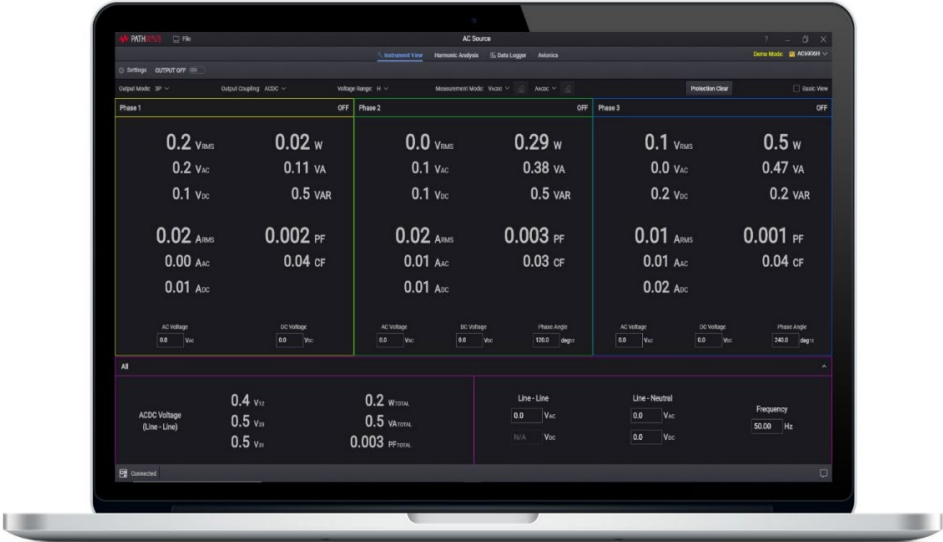 PATHWAVE File AC Source
Instrument View Harmonic Analysis Data Logger Avionics Demo Mode: AC6906H
Settings OUTPUT OFF
Output Mode: 3P Output Coupling: ACDC Voltage Range: H Measurement Mode: VACDC AACDC Protection Clear Basic View
Phase 1 OFF Phase 2 OFF Phase 3 OFF
0.2 VRMS 0.02 W 0.0 VRMS 0.29 W 0.1 VRMS 0.5 W
0.2 VAC 0.11 VA 0.1 VAC 0.38 VA 0.0 VAC 0.47 VA
0.1 VDC 0.5 VAR 0.1 VDC 0.5 VAR 0.2 VDC 0.2 VAR
0.02 ARMS 0.002 PF 0.02 ARMS 0.003 PF 0.01 ARMS 0.001 PF
0.00 AAC 0.04 CF 0.01 AAC 0.03 CF 0.01 AAC 0.04 CF
0.01 ADC 0.01 ADC 0.02 ADC
AC Voltage DC Voltage AC Voltage DC Voltage Phase Angle AC Voltage DC Voltage Phase Angle
0.0 VAC 0.0 VDC 0.0 VAC 0.0 VDC 120.0 deg 0.0 VAC 0.0 VDC 240.0 deg
All
0.4 V12 0.2 WTOTAL Line - Line Line - Neutral
ACDC Voltage 0.5 V23 0.5 VATOTAL 0.0 VAC 0.0 VAC Frequency
(Line - Line) 0.5 V31 0.003 PFTOTAL N/A VDC 0.0 VDC 50.00 Hz
Connected